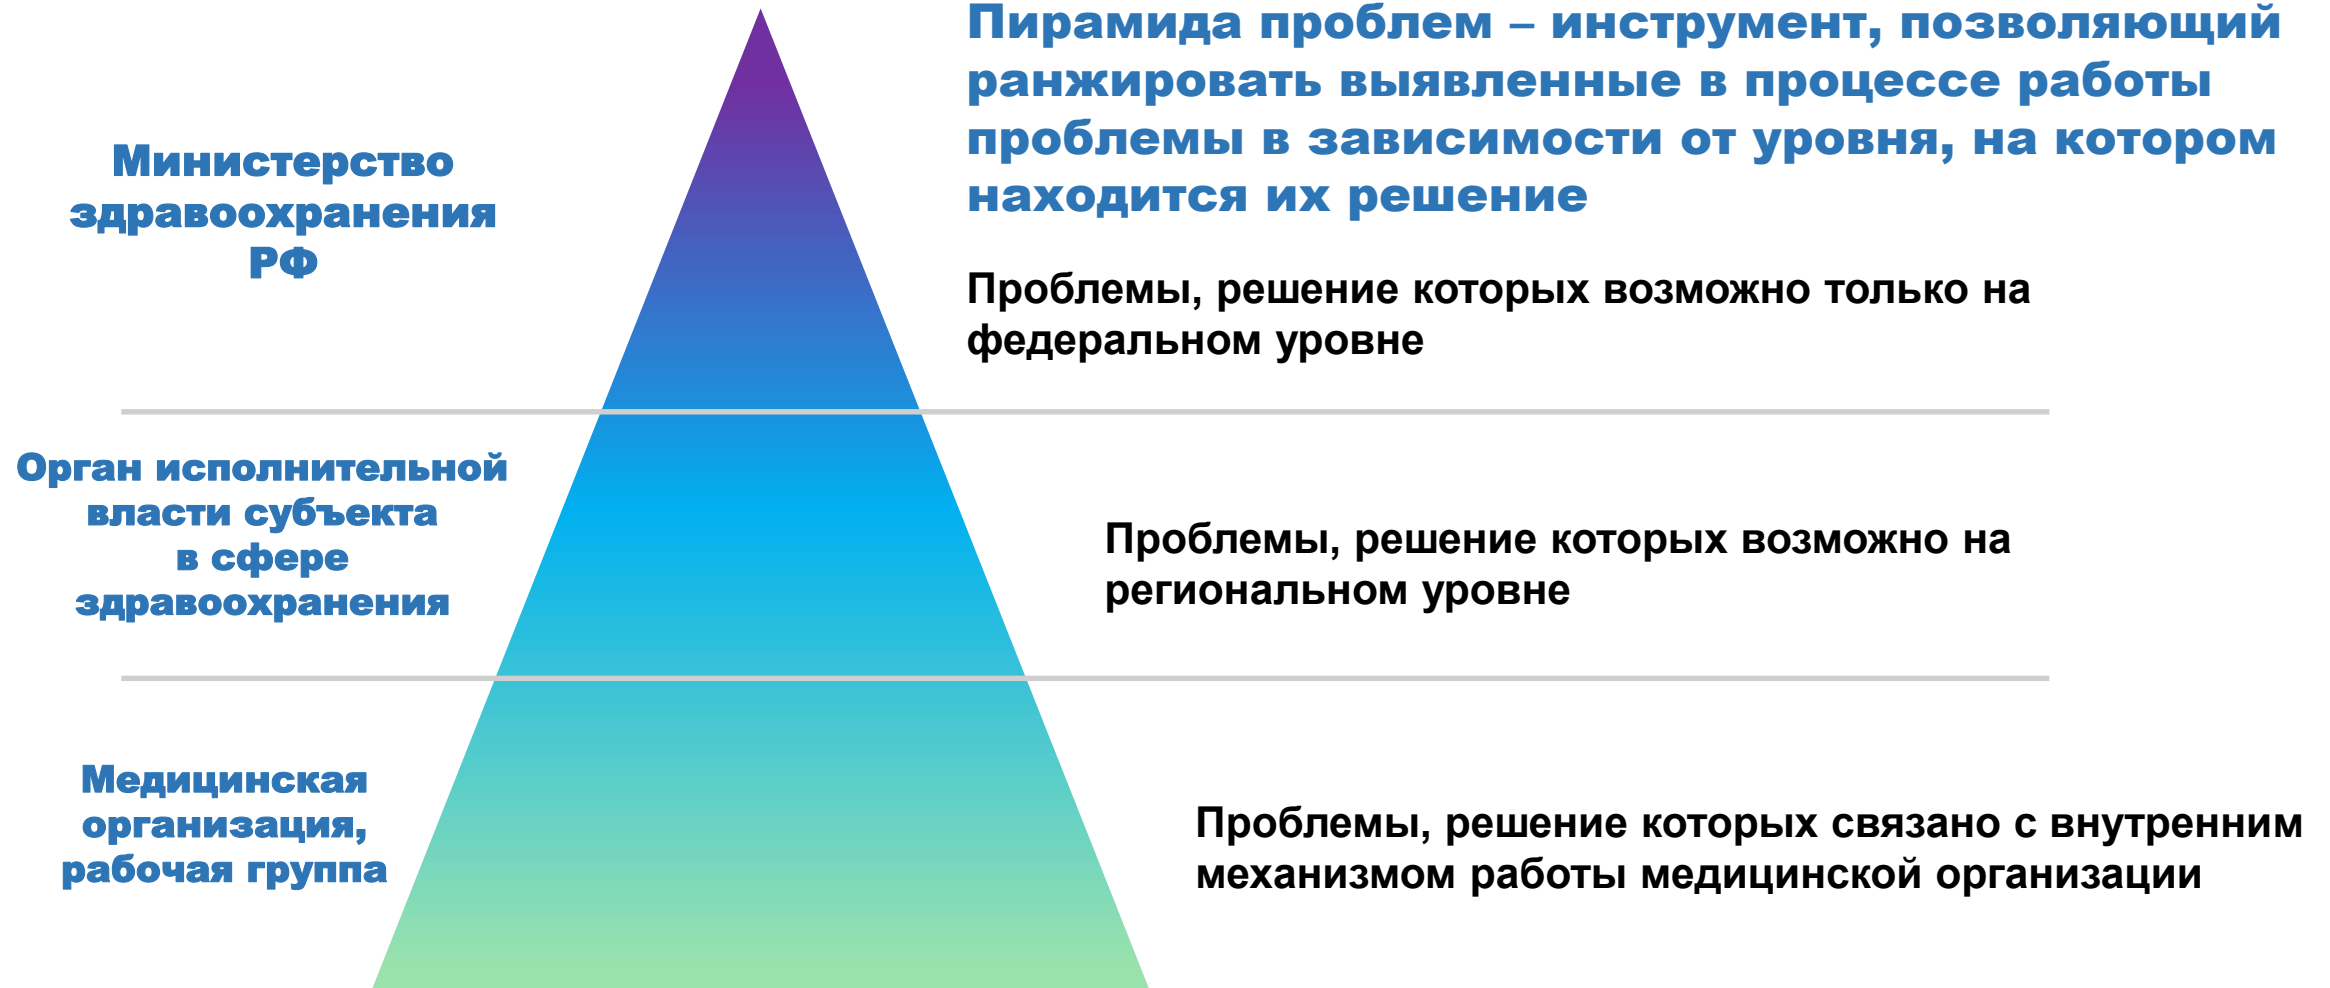 Пирамида проблем – инструмент, позволяющий
ранжировать выявленные в процессе работы
проблемы в зависимости от уровня, на котором
находится их решение
Министерство
здравоохранения
РФ
Проблемы, решение которых возможно только на
федеральном уровне
Орган исполнительной
власти субъекта
в сфере
здравоохранения
Проблемы, решение которых возможно на
региональном уровне
Медицинская
организация,
рабочая группа
Проблемы, решение которых связано с внутренним
механизмом работы медицинской организации